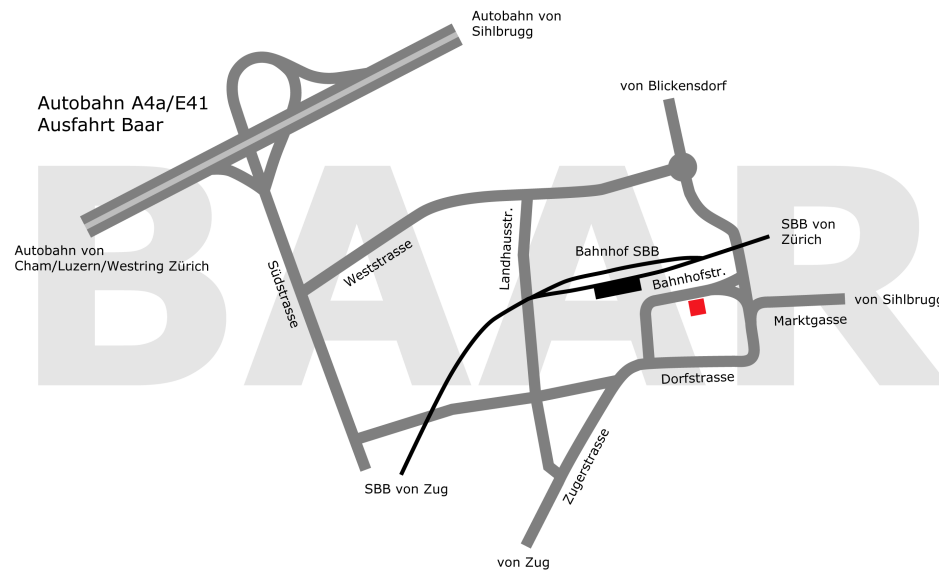 Autobahn von
Sihlbrugg
von Blickensdorf
Autobahn A4a/E41
Ausfahrt Baar
BAAR
SBB von
Zürich
Landhausstr.
Bahnhof SBB
Weststrasse
Autobahn von
Cham/Luzern/Westring Zürich
Südstrasse
Bahnhofstr.
von Sihlbrugg
Marktgasse
Dorfstrasse
Zugerstrasse
SBB von Zug
von Zug